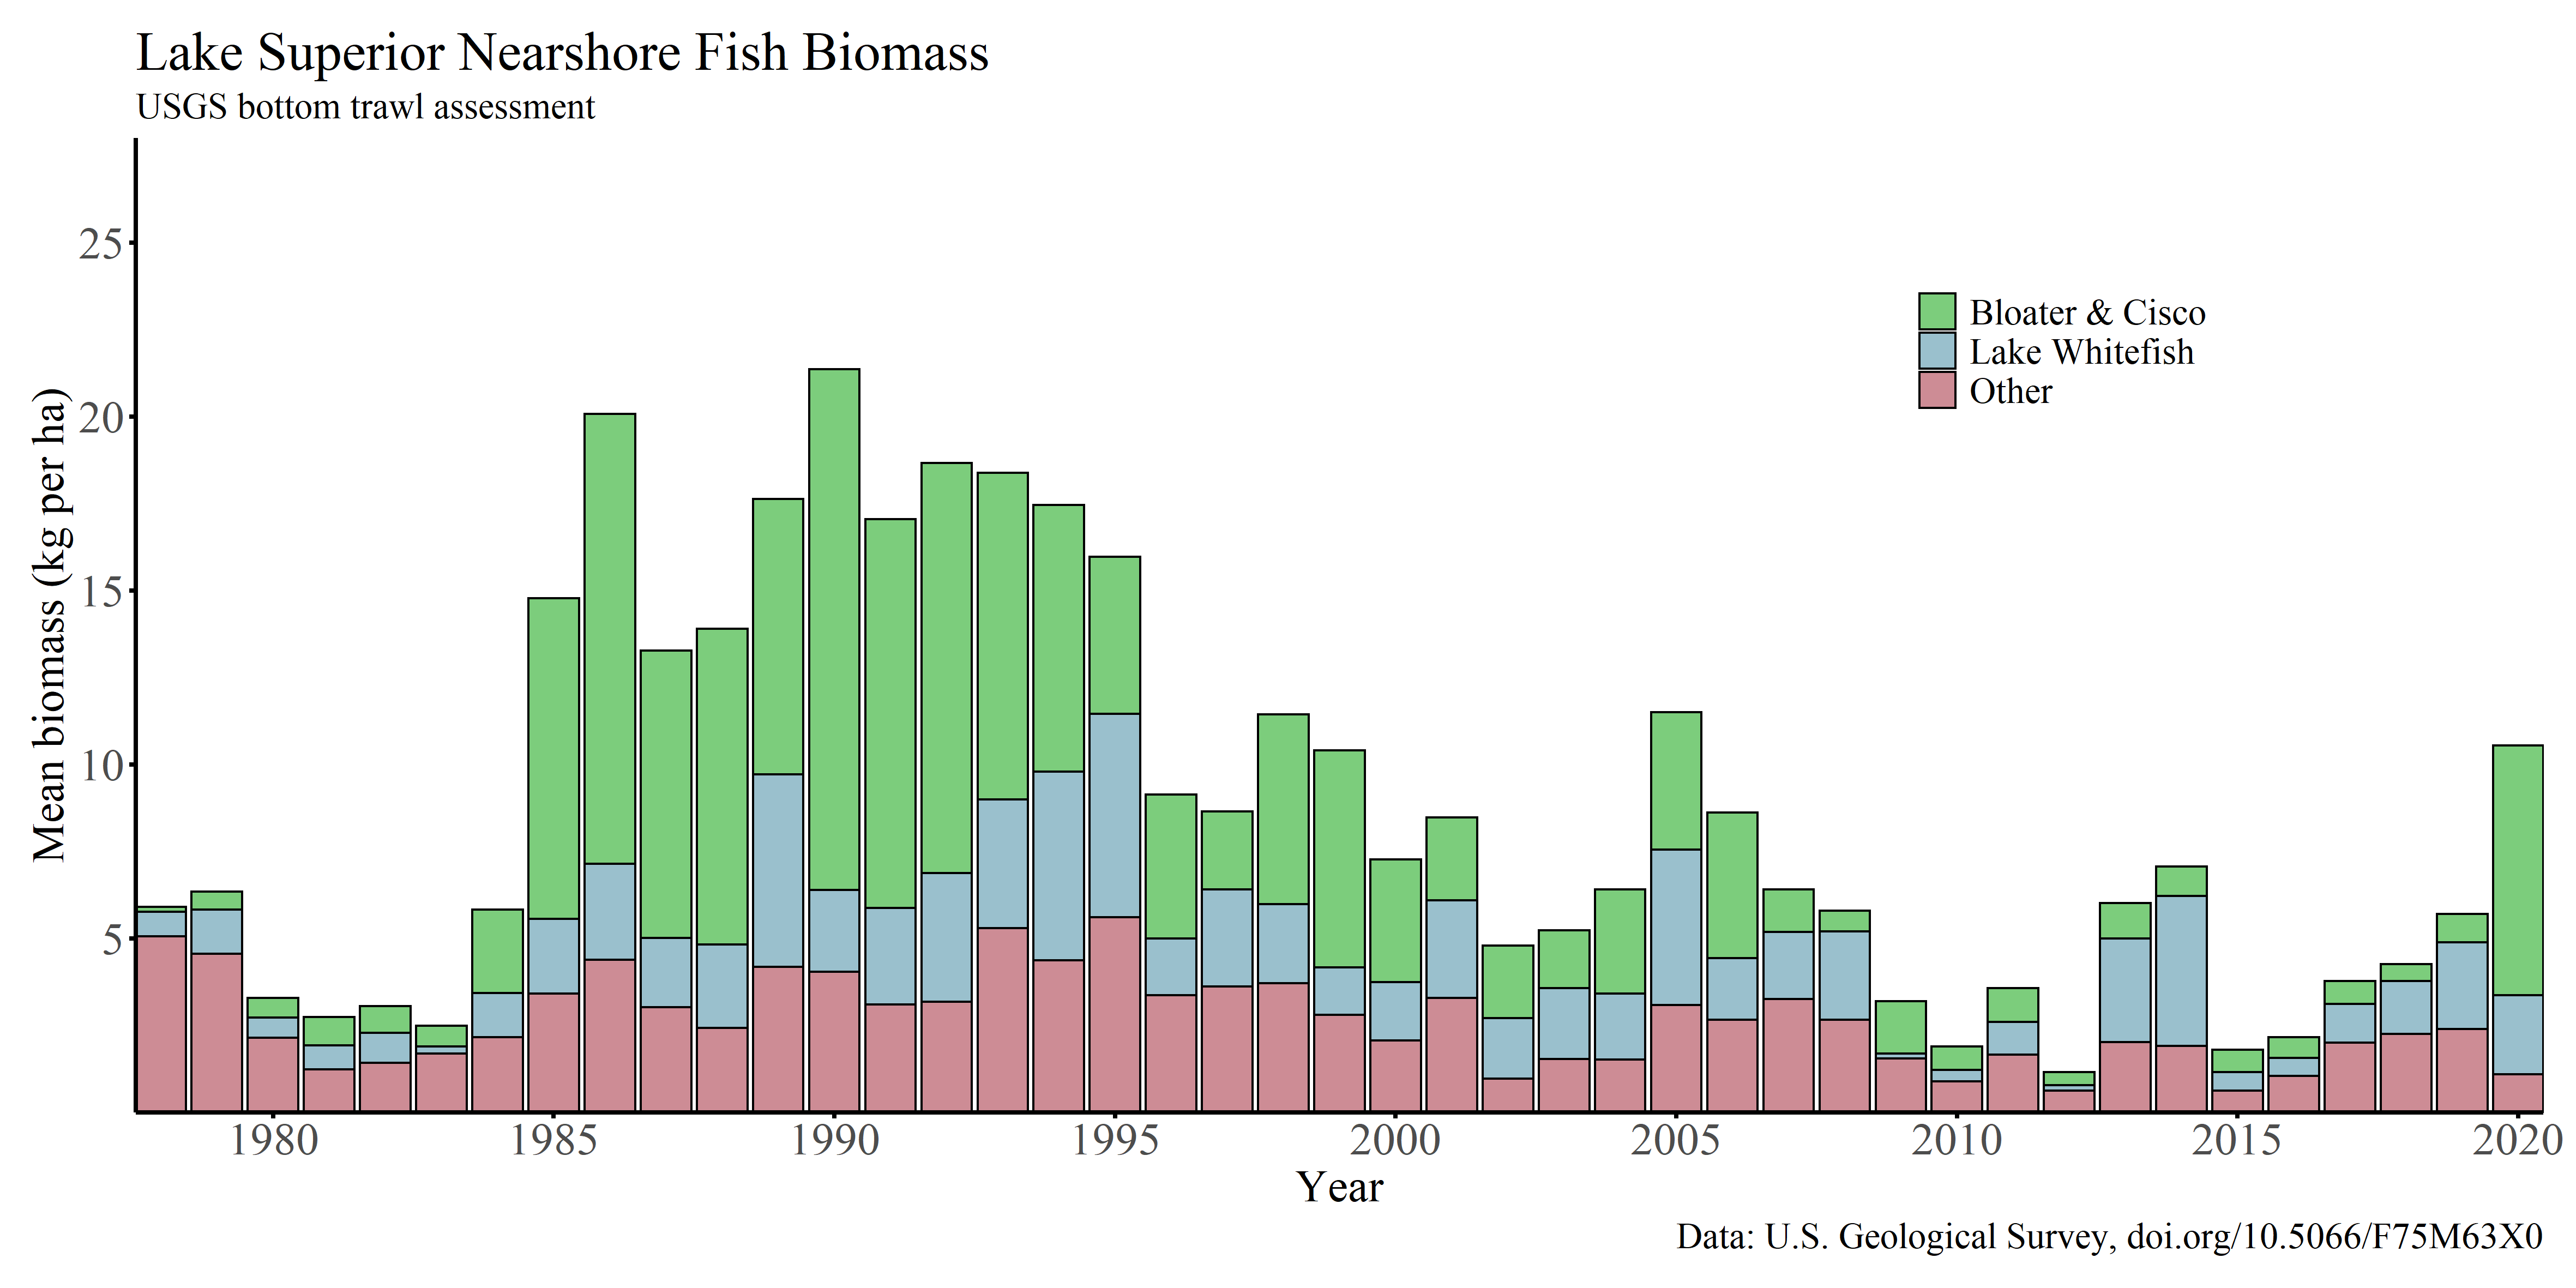 Lake Superior Nearshore Fish Biomass
USGS bottom trawl assessment
Mean biomass (kg per ha)
25
20
15
10
5
Bloater & Cisco
Lake Whitefish
Other
1980 1985 1990 1995 2000 2005 2010 2015 2020
Year
Data: U.S. Geological Survey, doi.org/10.5066/F75M63X0